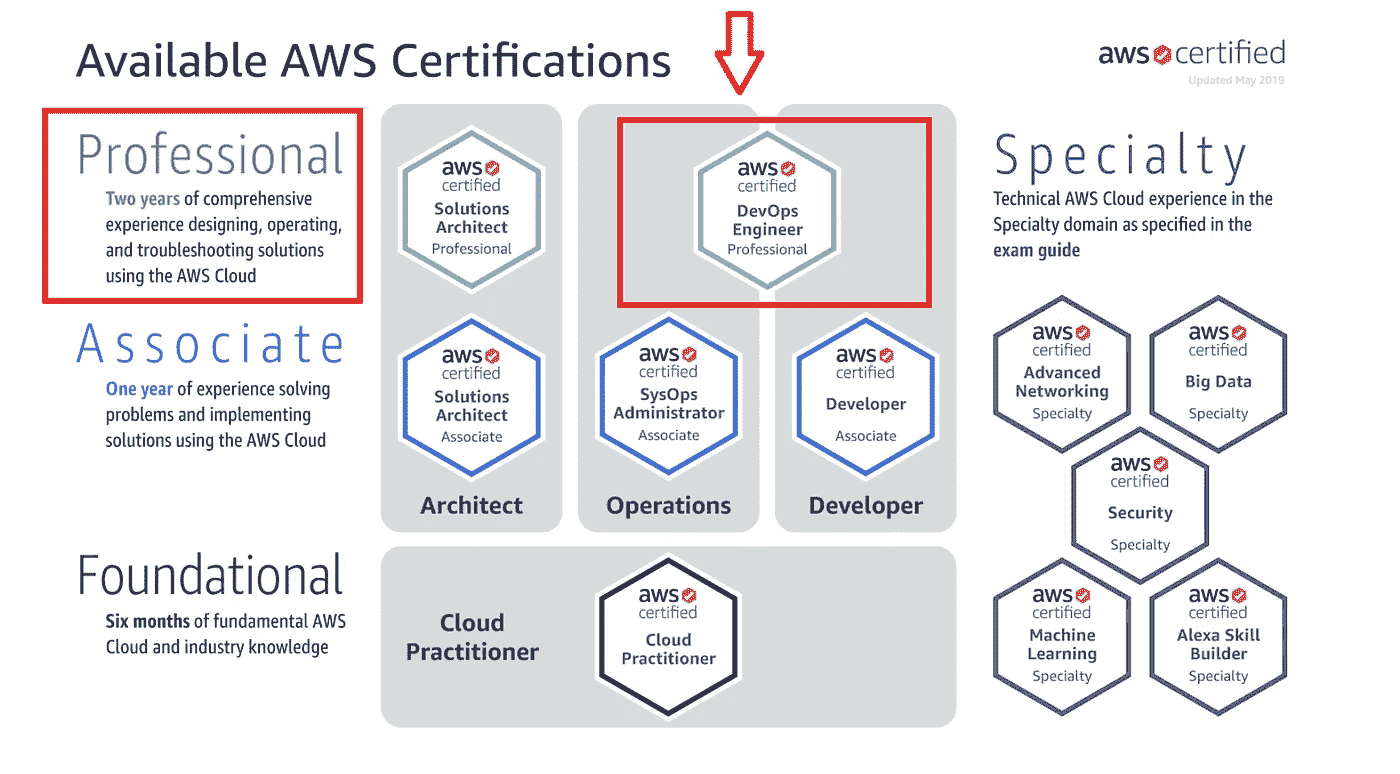 Available AWS Certifications
aws certified
Updated May 2019
Professional
Two years of comprehensive
experience designing, operating,
and troubleshooting solutions
using the AWS Cloud
aws
certified
Solutions
Architect
Professional
aws
certified
DevOps
Engineer
Professional
Associate
One year of experience solving
problems and implementing
solutions using the AWS Cloud
aws
certified
Solutions
Architect
Associate
aws
certified
SysOps
Administrator
Associate
aws
certified
Developer
Associate
Architect
Operations
Developer
Foundational
Six months of fundamental AWS
Cloud and industry knowledge
Cloud
Practitioner
aws
certified
Cloud
Practitioner
Specialty
Technical AWS Cloud experience in the
Specialty domain as specified in the
exam guide
aws
certified
Advanced
Networking
Specialty
aws
certified
Big Data
Specialty
aws
certified
Security
Specialty
aws
certified
Machine
Learning
Specialty
aws
certified
Alexa Skill
Builder
Specialty